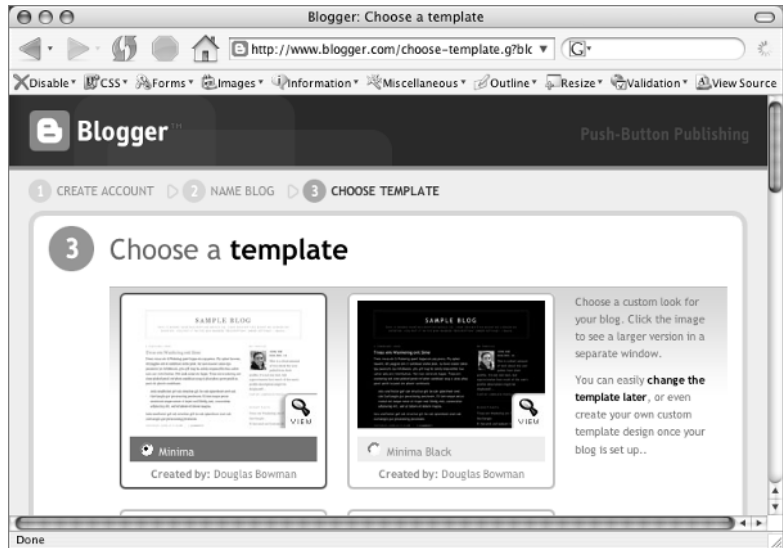 Blogger: Choose a template
http://www.blogger.com/choose-template.g?blc
G
Disable CSS Forms Images Information Miscellaneous Outline Resize Validation View Source
Blogger™ Push-Button Publishing
1 CREATE ACCOUNT 2 NAME BLOG 3 CHOOSE TEMPLATE
3 Choose a template
SAMPLE BLOG
SAMPLE BLOG
VIEW
VIEW
Minima
Minima Black
Created by: Douglas Bowman
Created by: Douglas Bowman
Choose a custom look for
your blog. Click the image
to see a larger version in a
separate window.
You can easily change the
template later, or even
create your own custom
template design once your
blog is set up..
Done